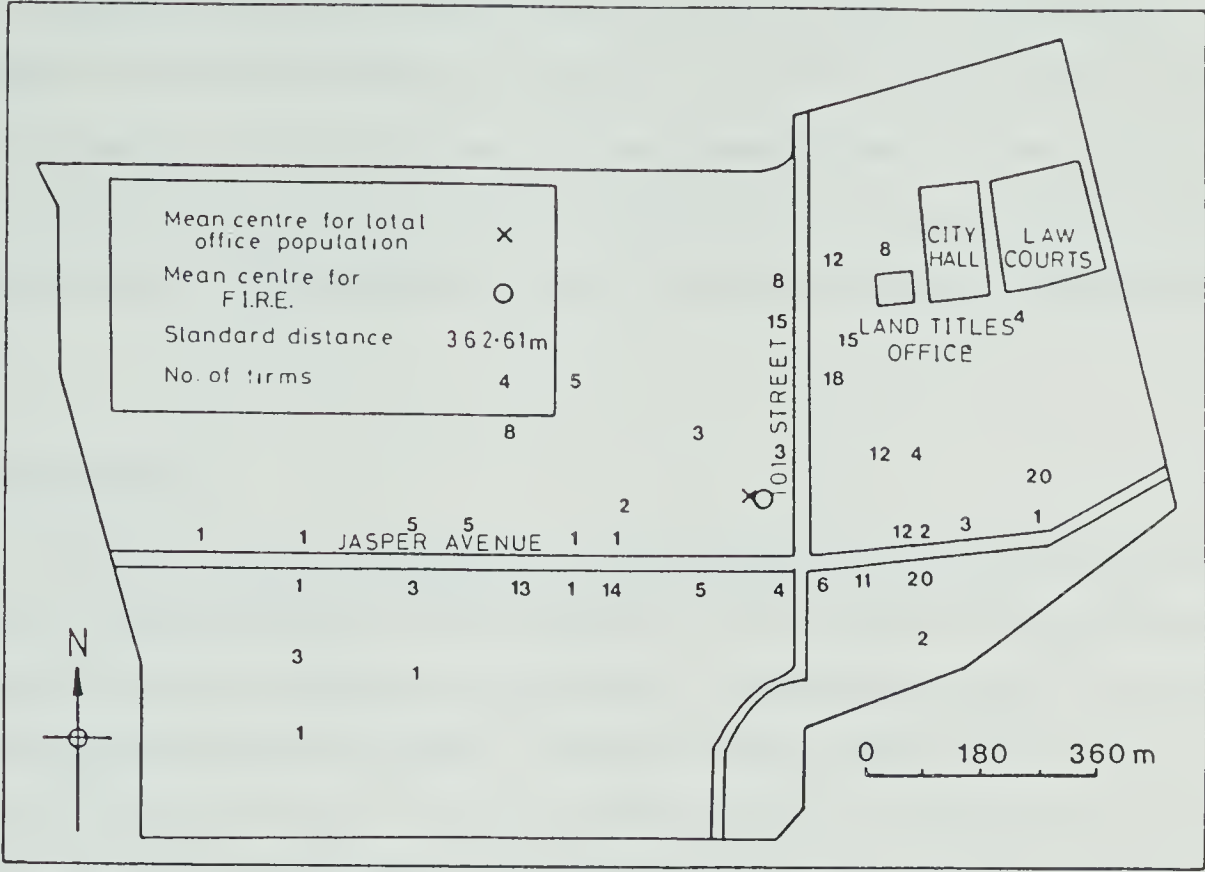 Mean centre for total
office population ×
Mean centre for
F.I.R.E. O
Standard distance 362·61m
No. of firms 4
5
8
3
8
15
101 STREET
3
12
8
CITY
HALL
LAW
COURTS
15
LAND TITLES
OFFICE
4
18
12 4
20
2
1
1
5
5
JASPER AVENUE
1
1
12 2
3
1
1
3
13
1
14
5
4
6
11
20
2
N
3
1
1
0 180 360 m